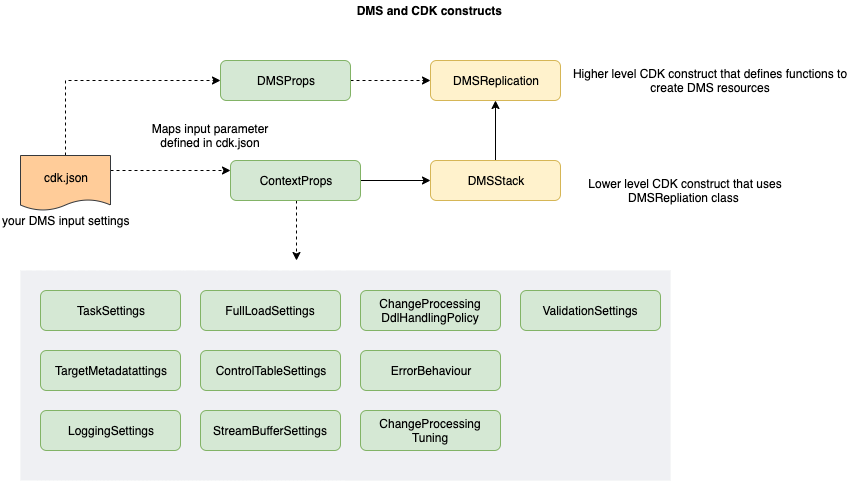 DMS and CDK constructs
DMSProps
DMSReplication
Higher level CDK construct that defines functions to
create DMS resources
Maps input parameter
defined in cdk.json
cdk.json
your DMS input settings
ContextProps
DMSStack
Lower level CDK construct that uses
DMSRepliation class
TaskSettings
FullLoadSettings
ChangeProcessing
DdlHandlingPolicy
ValidationSettings
TargetMetadatattings
ControlTableSettings
ErrorBehaviour
LoggingSettings
StreamBufferSettings
ChangeProcessing
Tuning